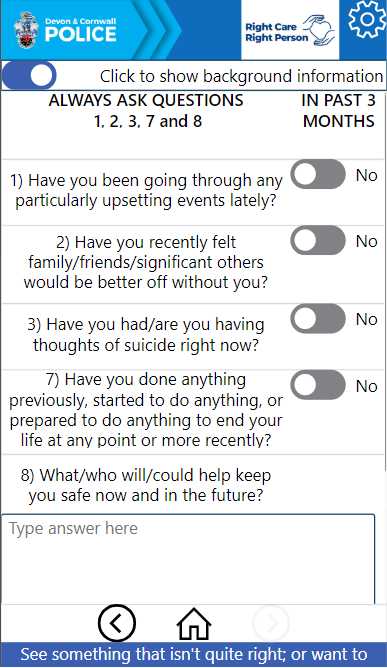 Devon & Cornwall
POLICE
Right Care
Right Person
Click to show background information
ALWAYS ASK QUESTIONS
1, 2, 3, 7 and 8
IN PAST 3
MONTHS
1) Have you been going through any
particularly upsetting events lately?
No
2) Have you recently felt
family/friends/significant others
would be better off without you?
No
3) Have you had/are you having
thoughts of suicide right now?
No
7) Have you done anything
previously, started to do anything, or
prepared to do anything to end your
life at any point or more recently?
No
8) What/who will/could help keep
you safe now and in the future?
Type answer here
See something that isn't quite right; or want to